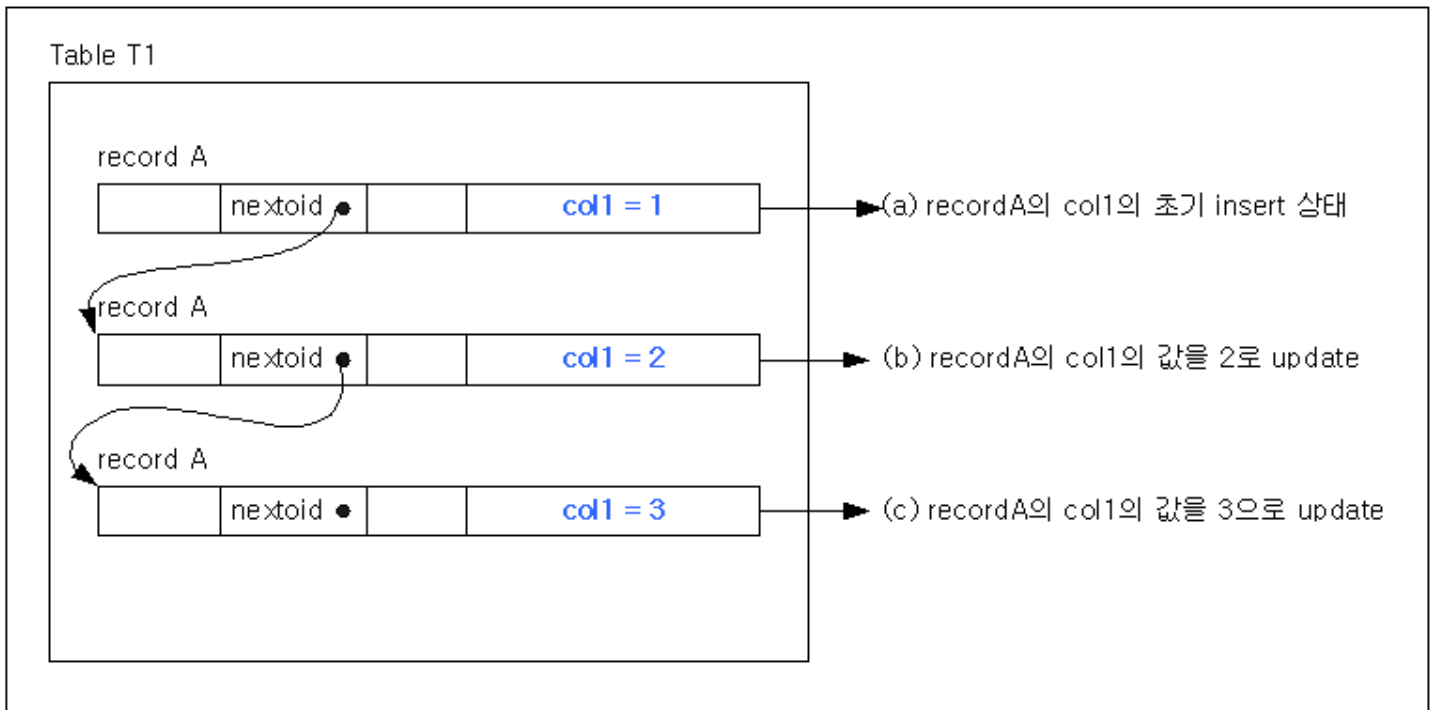 Table T1
record A
nextoid
col1 = 1
(a) recordA의 col1의 초기 insert 상태
record A
nextoid
col1 = 2
(b) recordA의 col1의 값을 2로 update
record A
nextoid
col1 = 3
(c) recordA의 col1의 값을 3으로 update